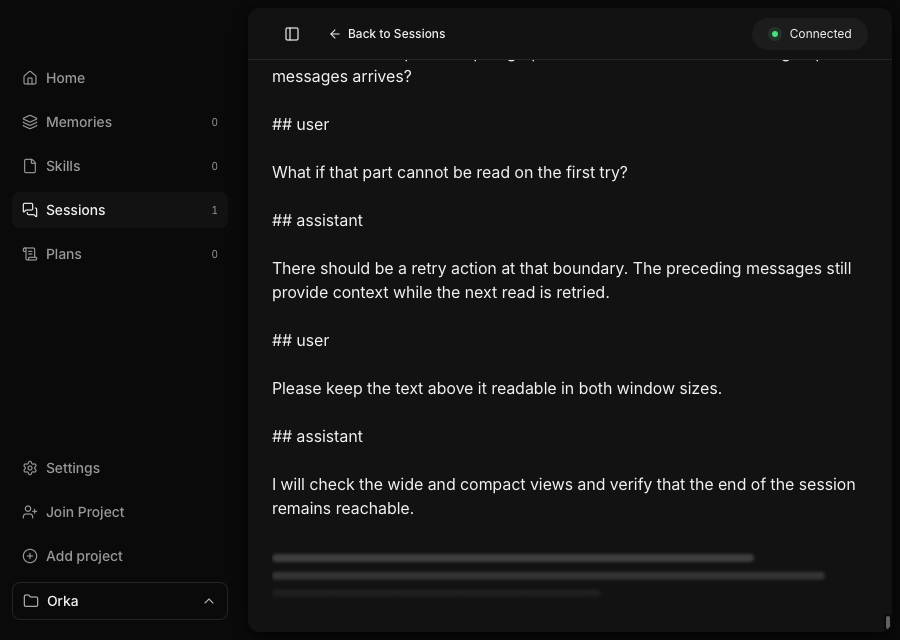 Home
Memories 0
Skills 0
Sessions 1
Plans 0
Settings
Join Project
Add project
Orka
Back to Sessions
Connected
messages arrives?
## user
What if that part cannot be read on the first try?
## assistant
There should be a retry action at that boundary. The preceding messages still
provide context while the next read is retried.
## user
Please keep the text above it readable in both window sizes.
## assistant
I will check the wide and compact views and verify that the end of the session
remains reachable.